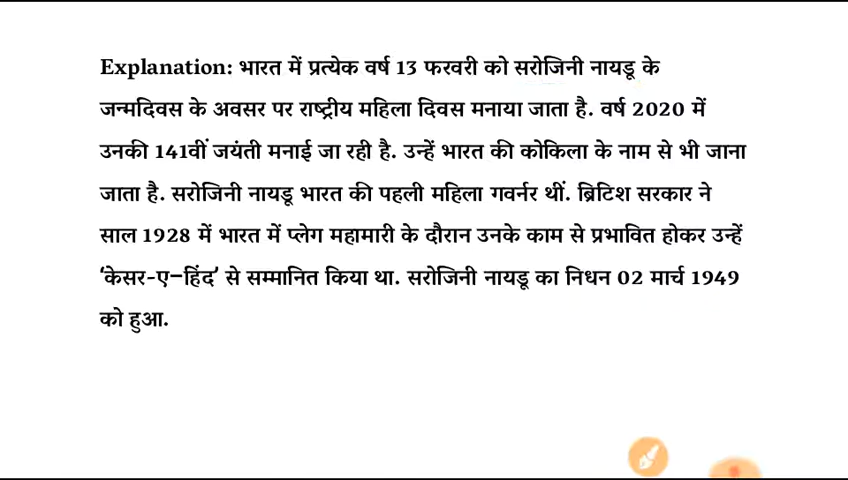 Explanation: भारत में प्रत्येक वर्ष 13 फरवरी को सरोजिनी नायडू के
जन्मदिवस के अवसर पर राष्ट्रीय महिला दिवस मनाया जाता है. वर्ष 2020 में
उनकी 141वीं जयंती मनाई जा रही है. उन्हें भारत की कोकिला के नाम से भी जाना
जाता है. सरोजिनी नायडू भारत की पहली महिला गवर्नर थीं. ब्रिटिश सरकार ने
साल 1928 में भारत में प्लेग महामारी के दौरान उनके काम से प्रभावित होकर उन्हें
‘केसर-ए–हिंद’ से सम्मानित किया था. सरोजिनी नायडू का निधन 02 मार्च 1949
को हुआ.